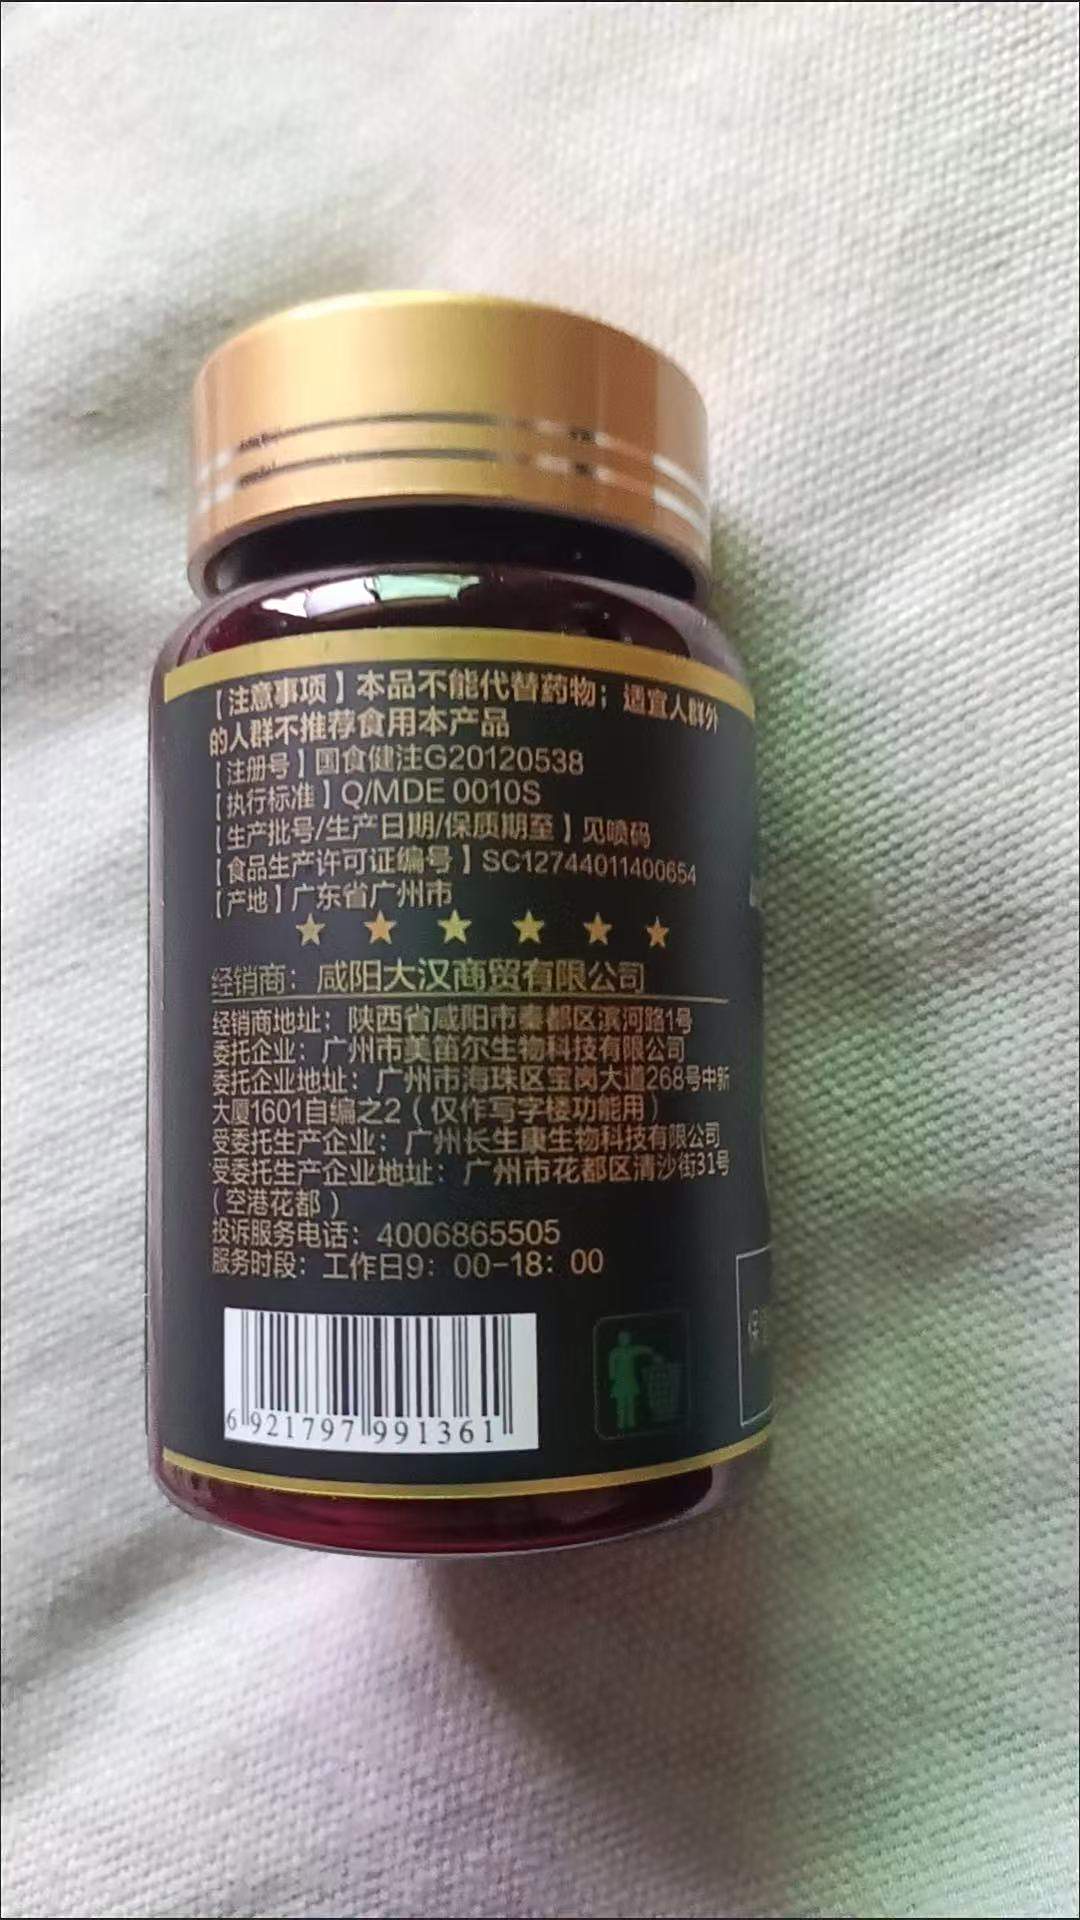 【注意事项】本品不能代替药物；适宜人群外
的人群不推荐食用本产品
【注册号】国食健注G20120538
【执行标准】Q/MDE 0010S
【生产批号/生产日期/保质期至】见喷码
【食品生产许可证编号】SC12744011400654
【产地】广东省广州市
经销商：咸阳大汉商贸有限公司
经销商地址：陕西省咸阳市秦都区滨河路1号
委托企业：广州市美笛尔生物科技有限公司
委托企业地址：广州市海珠区宝岗大道268号中新
大厦1601自编之2（仅作写字楼功能用）
受委托生产企业：广州长生康生物科技有限公司
受委托生产企业地址：广州市花都区清沙街31号
（空港花都）
投诉服务电话：4006865505
服务时段：工作日9：00-18：00
6 921797 991361